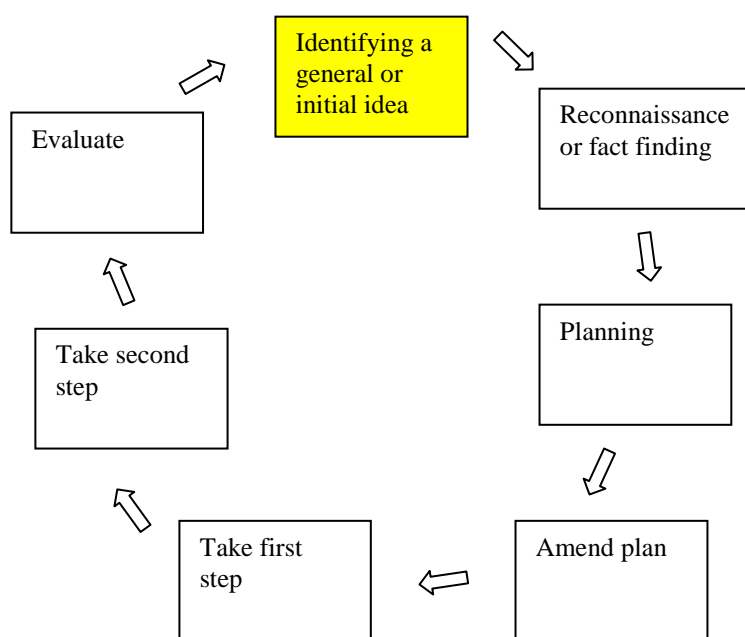 Identifying a
general or
initial idea
Reconnaissance
or fact finding
Planning
Amend plan
Take first
step
Take second
step
Evaluate